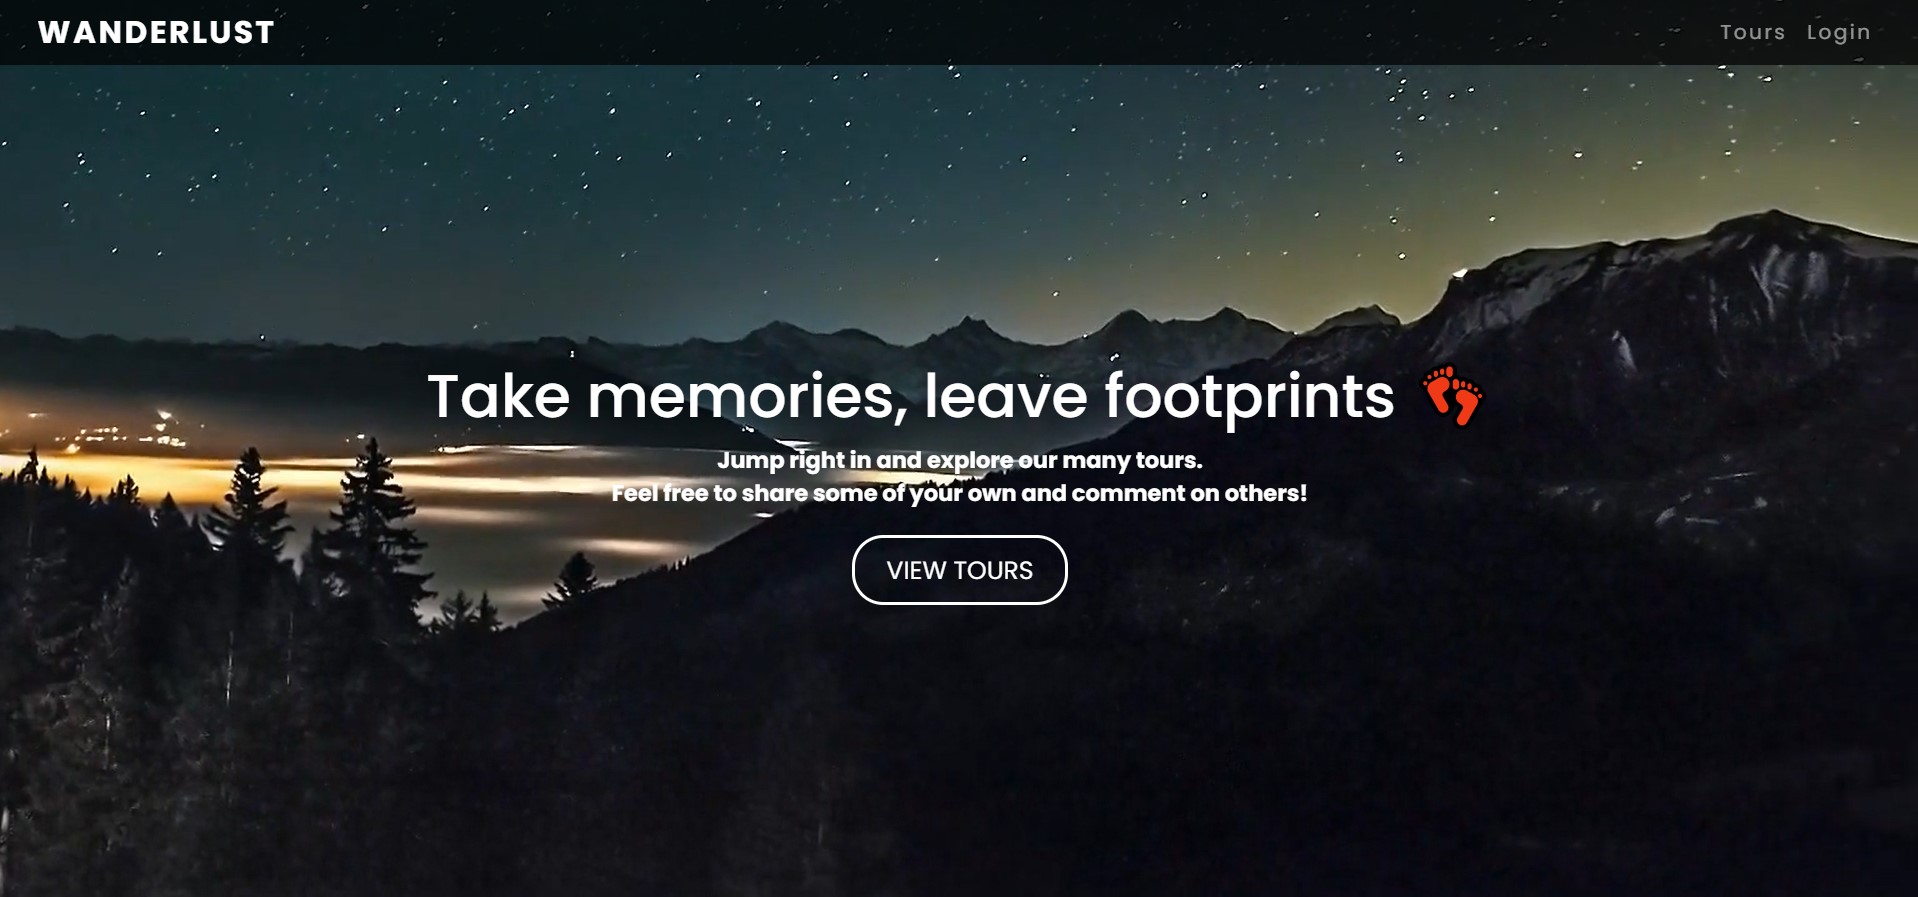 WANDERLUST
Tours Login
Take memories, leave footprints
Jump right in and explore our many tours.
Feel free to share some of your own and comment on others!
VIEW TOURS